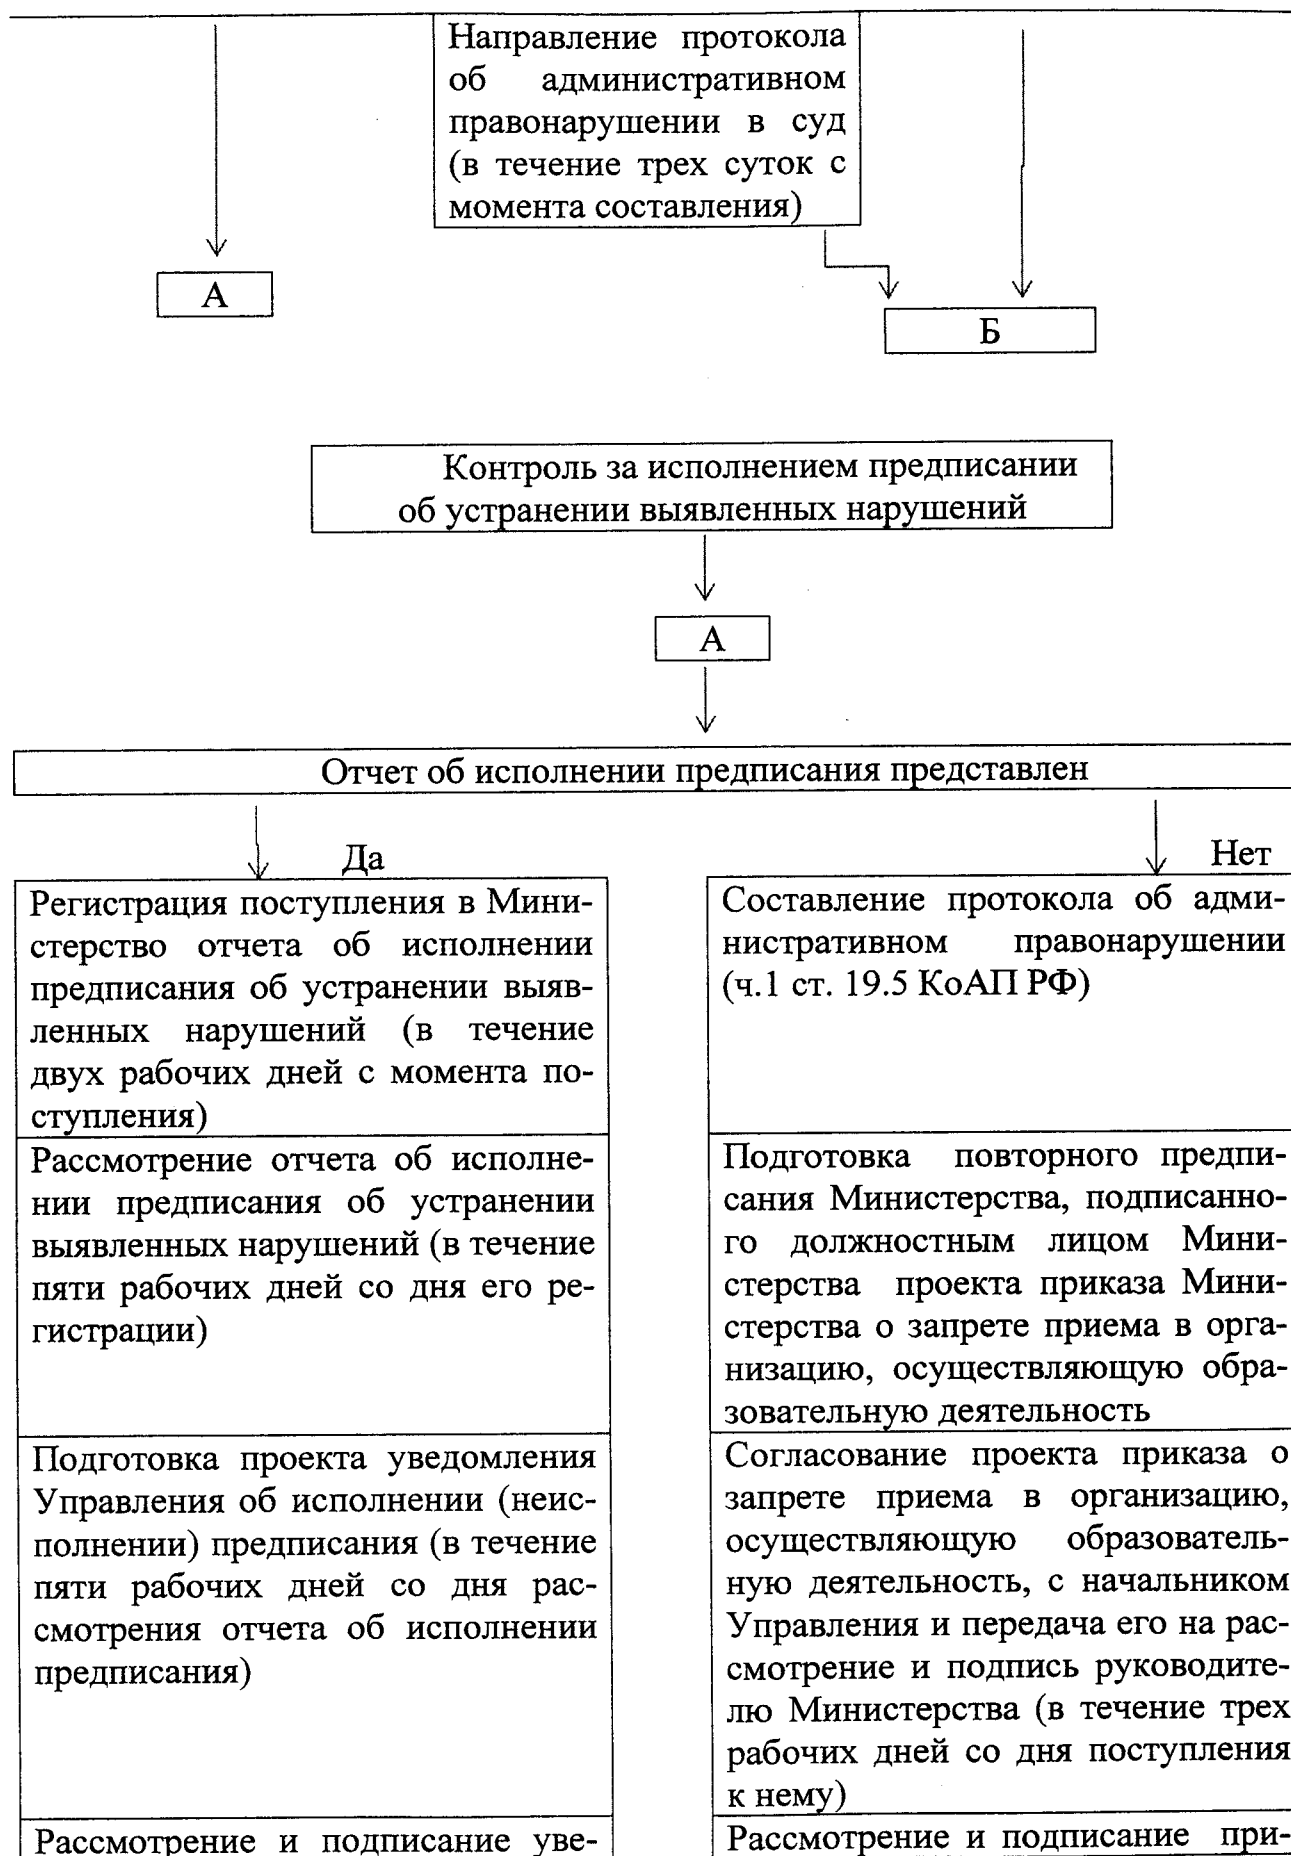 Направление протокола
об административном
правонарушении в суд
(в течение трех суток с
момента составления)
А
Б
Контроль за исполнением предписании
об устранении выявленных нарушений
А
Отчет об исполнении предписания представлен
Да
Нет
Регистрация поступления в Мини-
стерство отчета об исполнении
предписания об устранении выяв-
ленных нарушений (в течение
двух рабочих дней с момента по-
ступления)
Рассмотрение отчета об исполне-
нии предписания об устранении
выявленных нарушений (в течение
пяти рабочих дней со дня его ре-
гистрации)
Подготовка проекта уведомления
Управления об исполнении (неис-
полнении) предписания (в течение
пяти рабочих дней со дня рас-
смотрения отчета об исполнении
предписания)
Рассмотрение и подписание уве-
Составление протокола об адми-
нистративном правонарушении
(ч.1 ст. 19.5 КоАП РФ)
Подготовка повторного предпи-
сания Министерства, подписанно-
го должностным лицом Мини-
стерства проекта приказа Мини-
стерства о запрете приема в орга-
низацию, осуществляющую обра-
зовательную деятельность
Согласование проекта приказа о
запрете приема в организацию,
осуществляющую образователь-
ную деятельность, с начальником
Управления и передача его на рас-
смотрение и подпись руководите-
лю Министерства (в течение трех
рабочих дней со дня поступления
к нему)
Рассмотрение и подписание при-